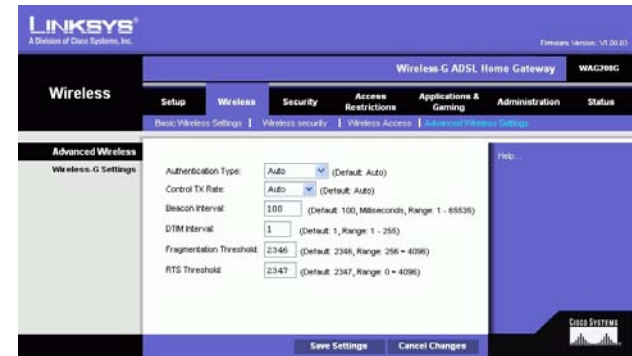 LINKSYS®
A Division of Cisco Systems, Inc.
Firmware Version: V1.00.03
Wireless-G ADSL Home Gateway WAG200G
Wireless
Setup Wireless Security Access Restrictions Applications & Gaming Administration Status
Basic Wireless Settings | Wireless security | Wireless Access | Advanced Wireless Settings
Advanced Wireless
Wireless-G Settings
Help...
Authentication Type: Auto (Default: Auto)
Control TX Rate: Auto (Default: Auto)
Beacon Interval: 100 (Default: 100, Milliseconds, Range: 1 - 65535)
DTIM Interval: 1 (Default: 1, Range: 1 - 255)
Fragmentation Threshold: 2346 (Default: 2346, Range: 256 ~ 4096)
RTS Threshold: 2347 (Default: 2347, Range: 0 ~ 4096)
Save Settings Cancel Changes
CISCO SYSTEMS